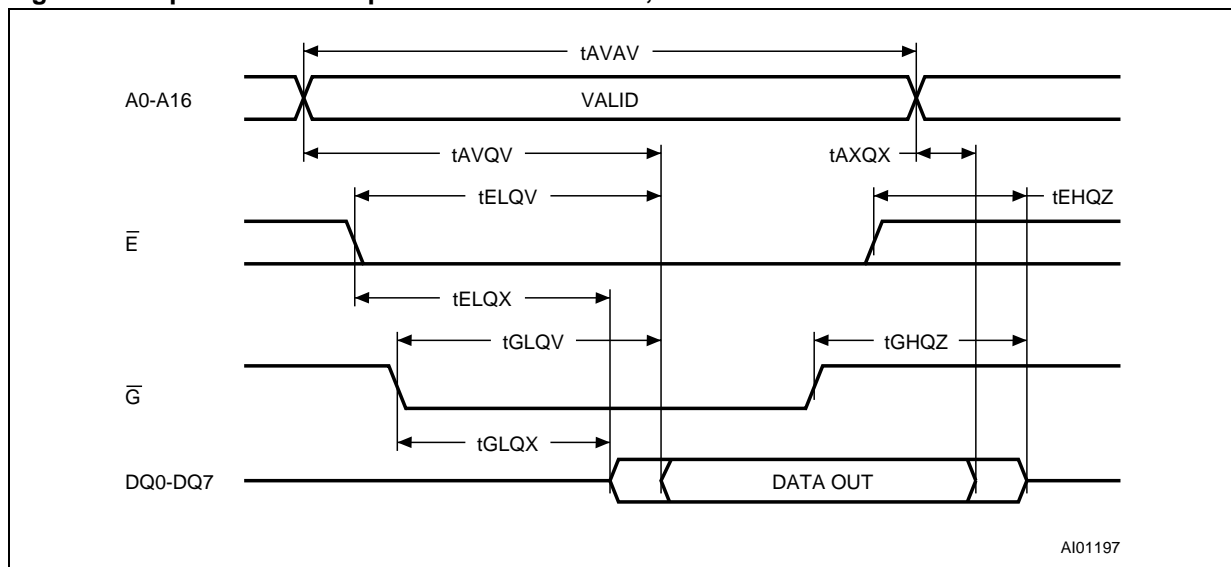 tAVAV
A0-A16
VALID
tAVQV
tAXQX
tELQV
tEHQZ
E
tELQX
tGLQV
tGHQZ
G
tGLQX
DQ0-DQ7
DATA OUT
AI01197